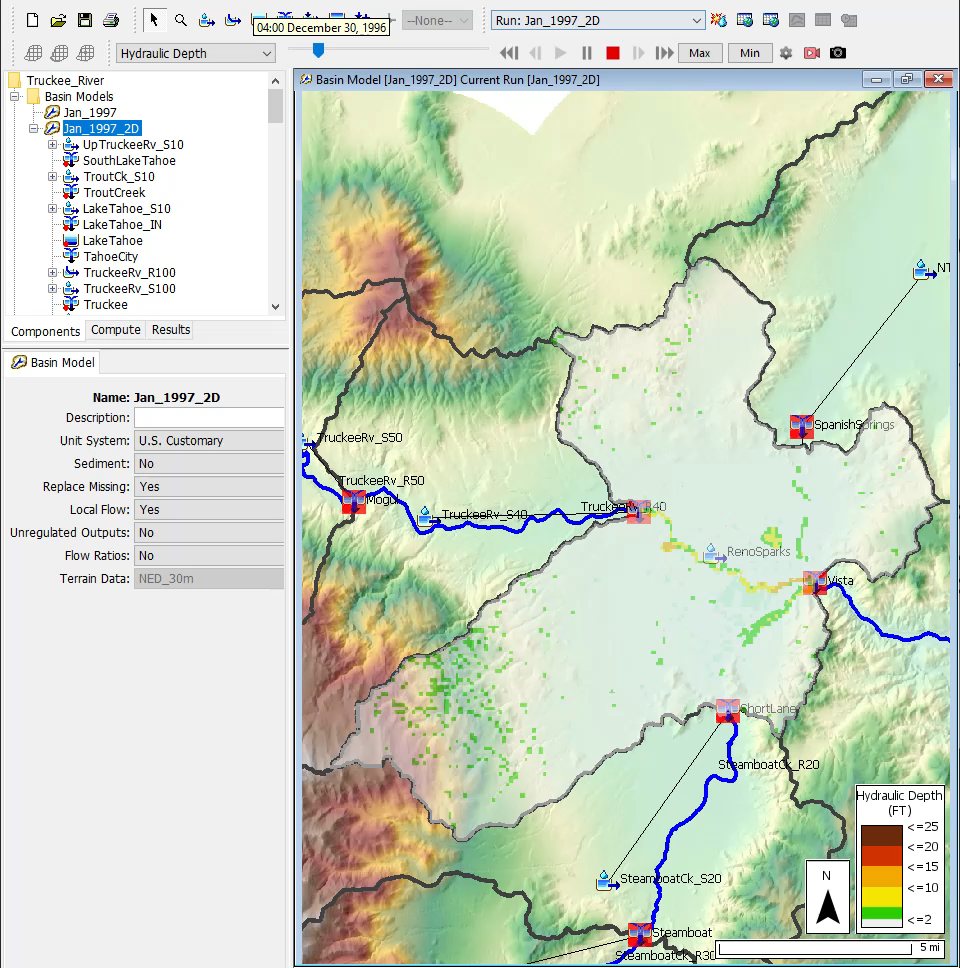 --None--
Run: Jan_1997_2D
04:00 December 30, 1996
Hydraulic Depth
Max
Min
Truckee_River
Basin Models
Jan_1997
Jan_1997_2D
UpTruckeeRv_S10
SouthLakeTahoe
TroutCk_S10
TroutCreek
LakeTahoe_S10
LakeTahoe_IN
LakeTahoe
TahoeCity
TruckeeRv_R100
TruckeeRv_S100
Truckee
Components
Compute
Results
Basin Model
Name: Jan_1997_2D
Description:
Unit System: U.S. Customary
Sediment: No
Replace Missing: Yes
Local Flow: Yes
Unregulated Outputs: No
Flow Ratios: No
Terrain Data: NED_30m
Basin Model [Jan_1997_2D] Current Run [Jan_1997_2D]
NT
SpanishSprings
TruckeeRv_S50
TruckeeRv_R50
Mogul
TruckeeRv_S40
TruckeeRv_R40
RenoSparks
Vista
ShortLane
SteamboatCk_R20
SteamboatCk_S20
Steamboat
SteamboatCk_R30
Hydraulic Depth
(FT)
<=25
<=20
<=15
<=10
<=2
N
5 mi